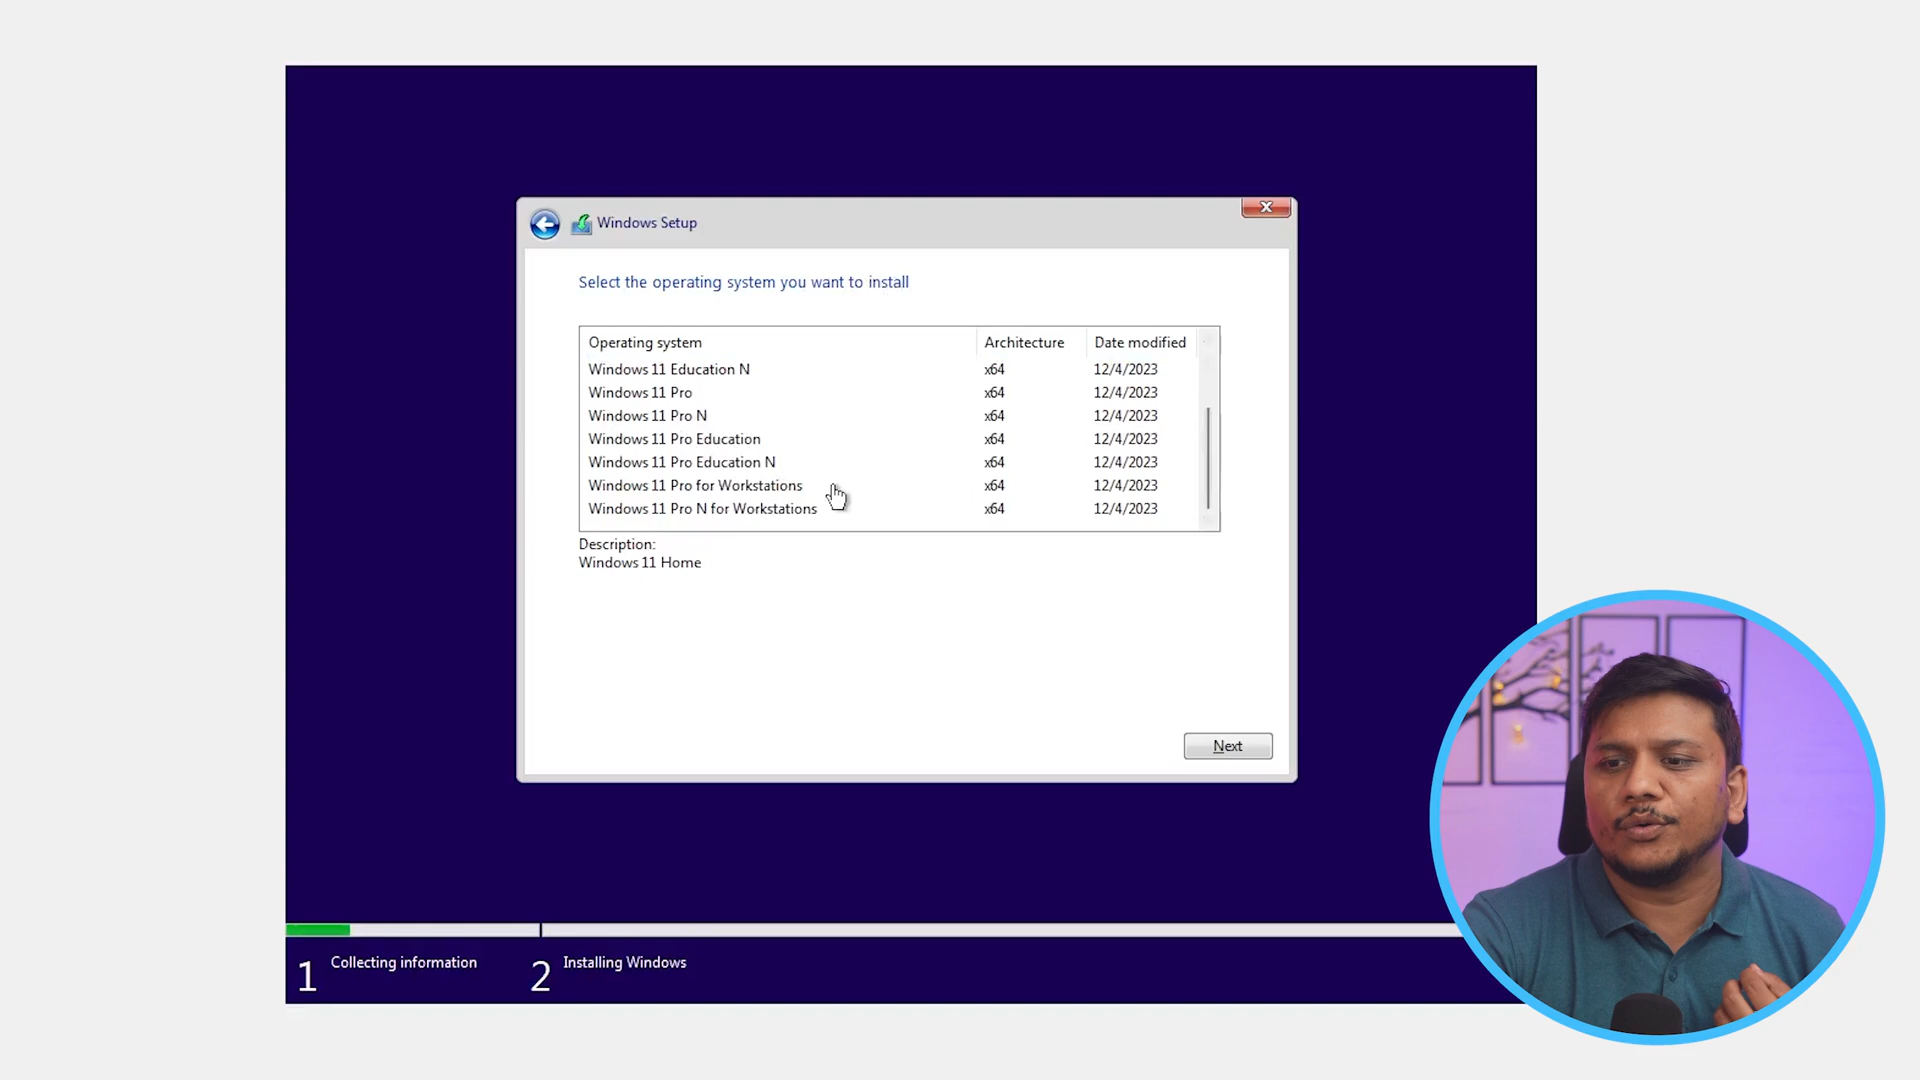 Windows Setup
Select the operating system you want to install
Operating system Architecture Date modified
Windows 11 Education N x64 12/4/2023
Windows 11 Pro x64 12/4/2023
Windows 11 Pro N x64 12/4/2023
Windows 11 Pro Education x64 12/4/2023
Windows 11 Pro Education N x64 12/4/2023
Windows 11 Pro for Workstations x64 12/4/2023
Windows 11 Pro N for Workstations x64 12/4/2023
Description:
Windows 11 Home
Next
1 Collecting information 2 Installing Windows